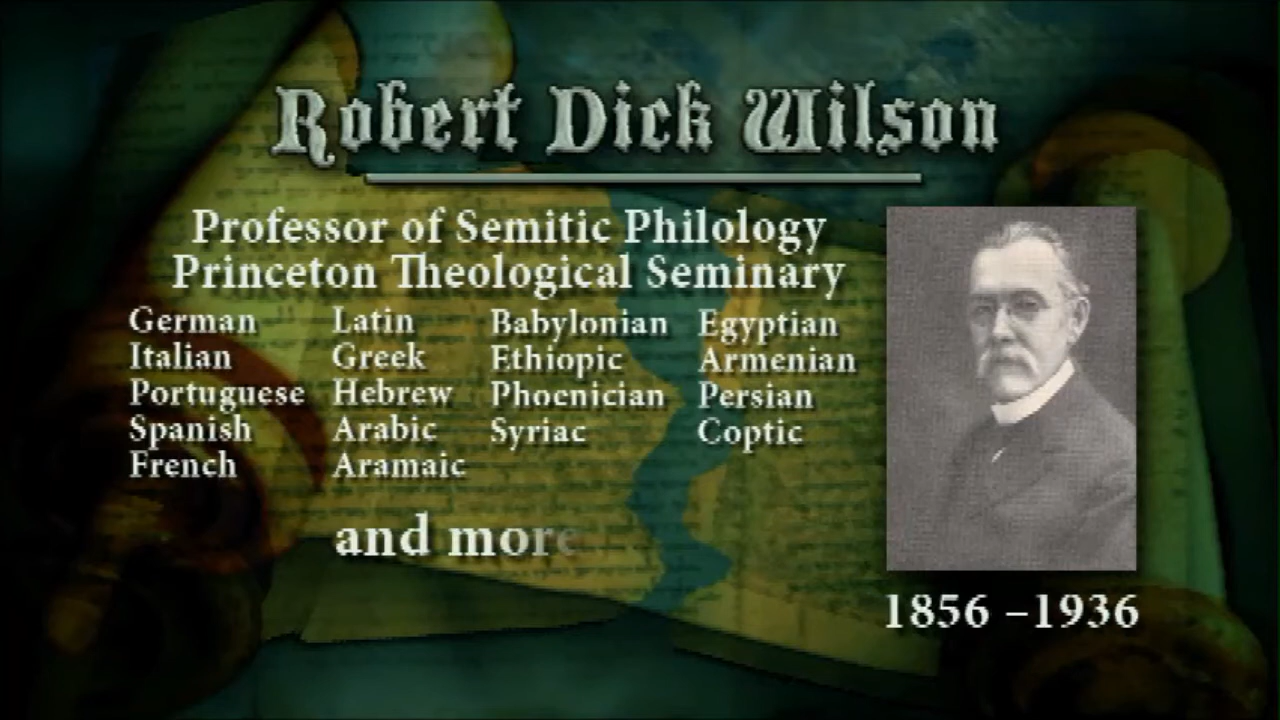 Robert Dick Wilson
Professor of Semitic Philology
Princeton Theological Seminary
German Latin Babylonian Egyptian
Italian Greek Ethiopic Armenian
Portuguese Hebrew Phoenician Persian
Spanish Arabic Syriac Coptic
French Aramaic
and more
1856 –1936